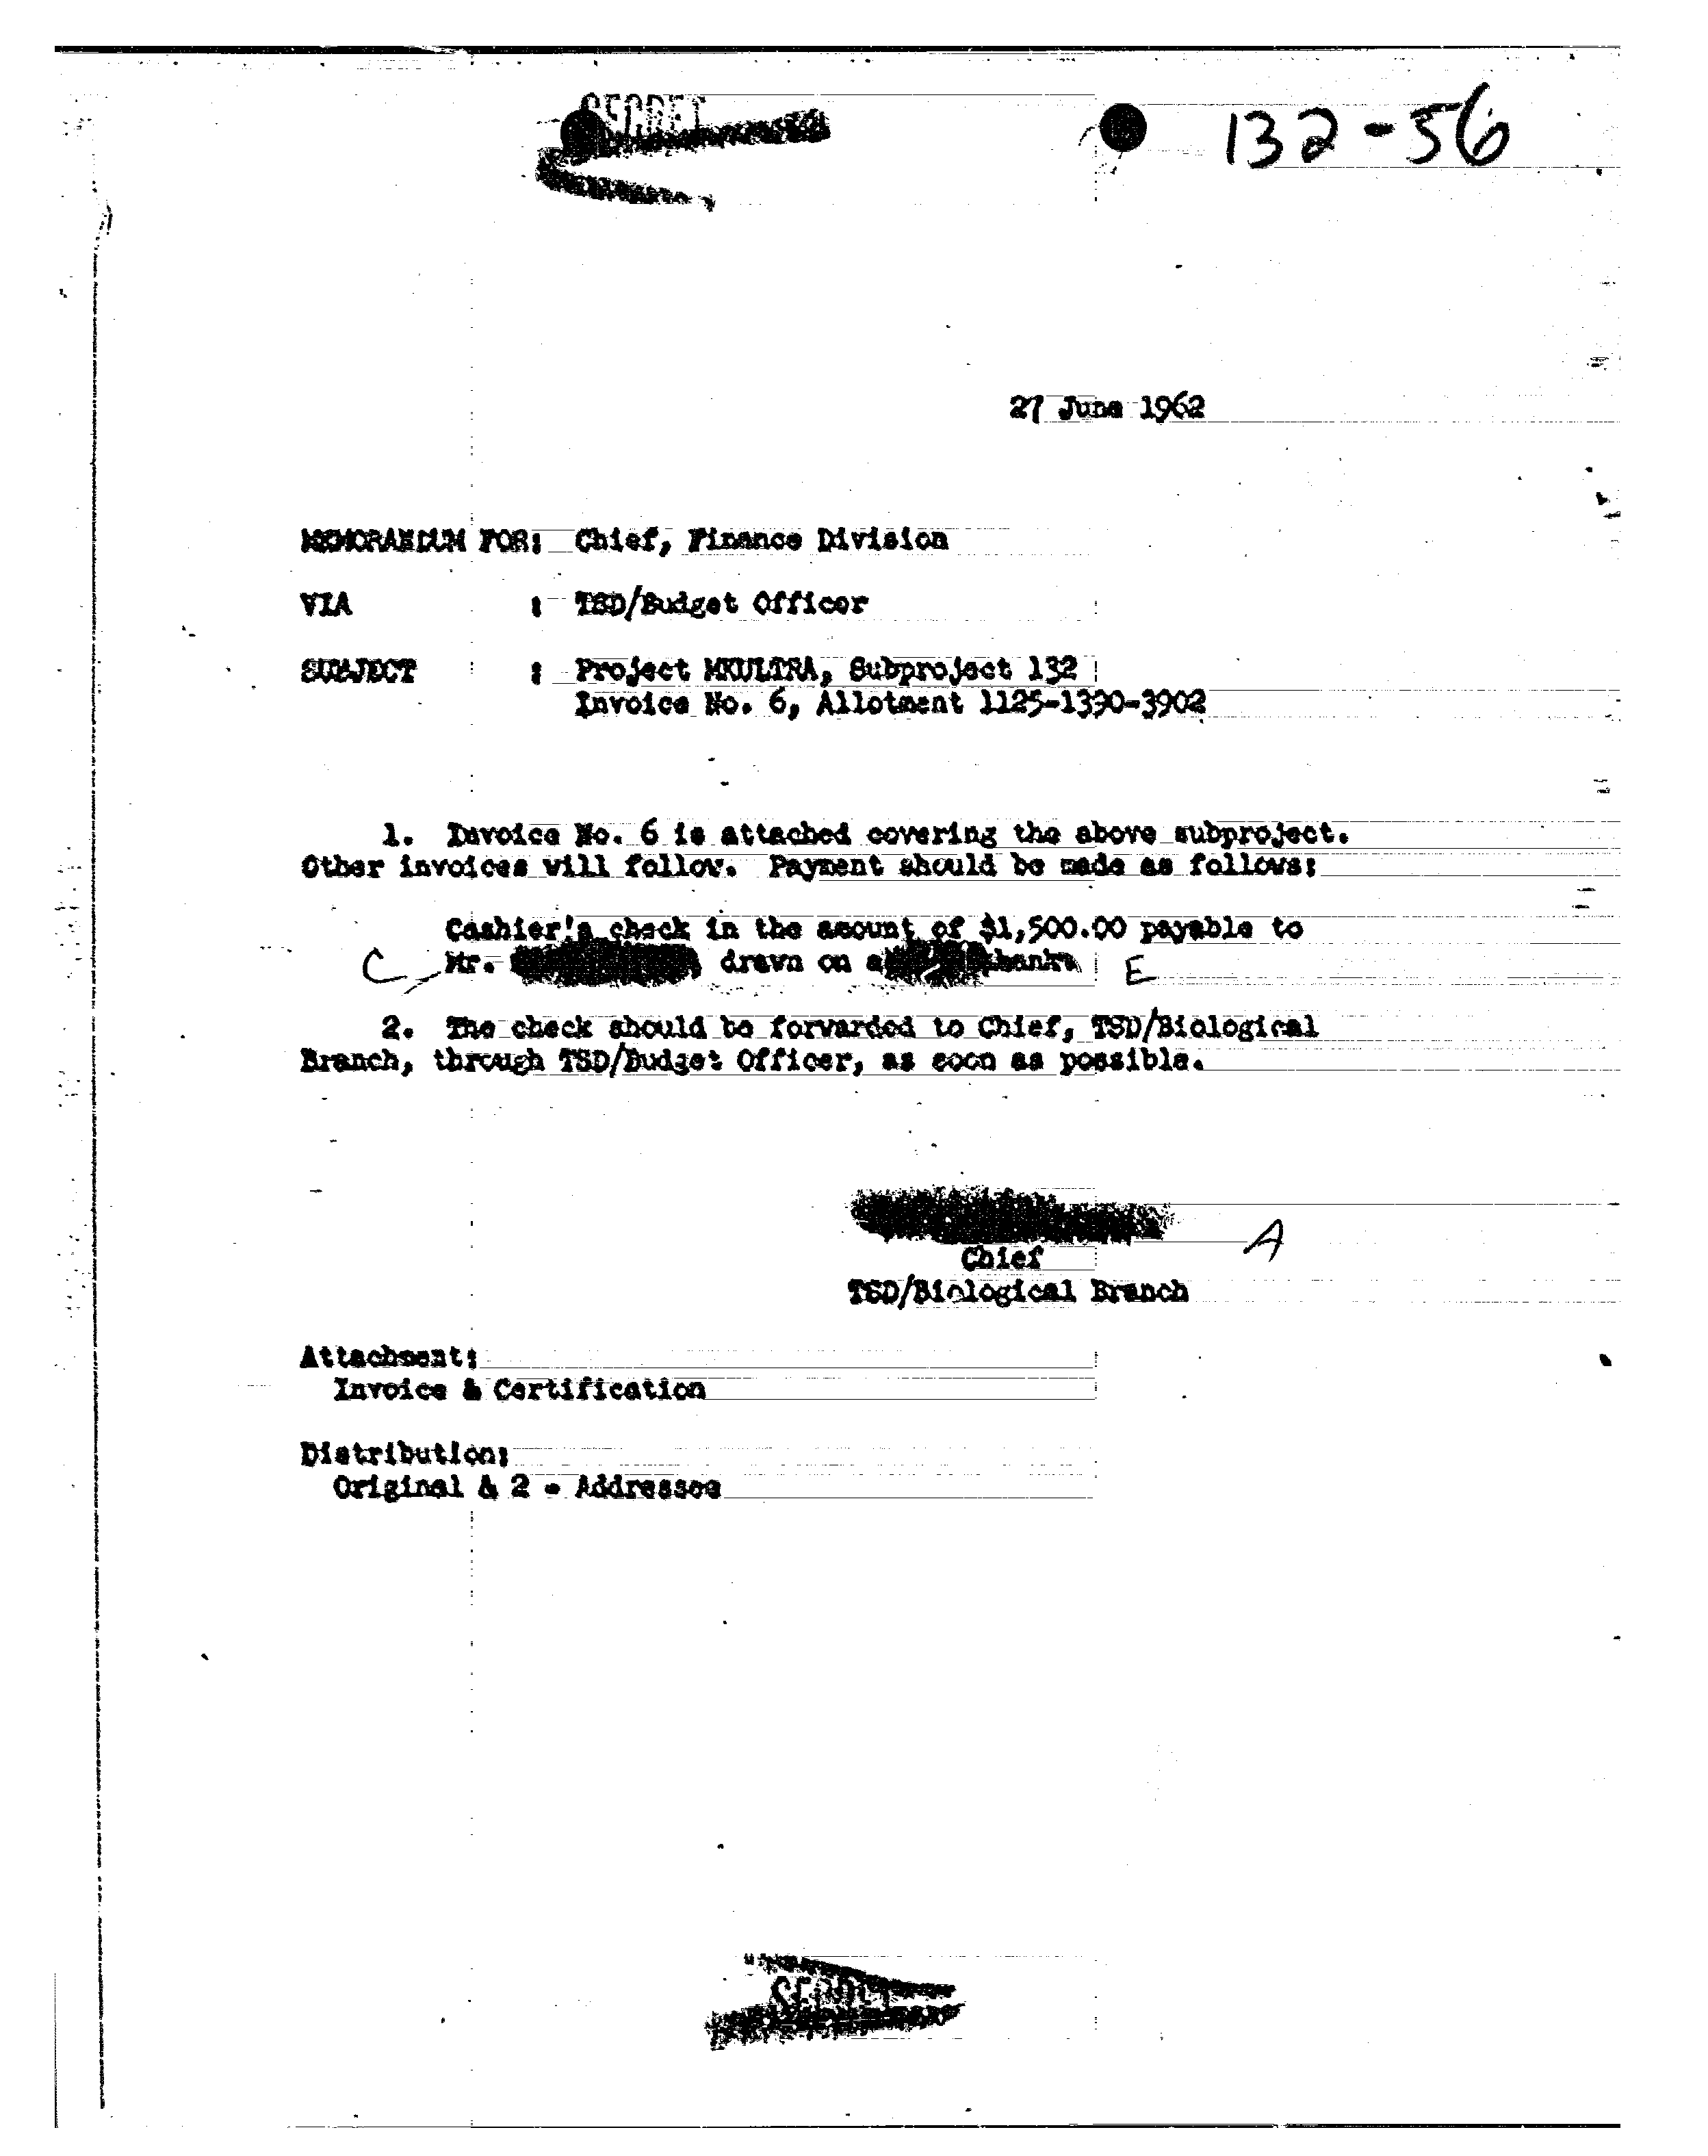 SECRET
132-56
27 June 1962
MEMORANDUM FOR: Chief, Finance Division
VIA : TSD/Budget Officer
SUBJECT : Project MKULTRA, Subproject 132
Invoice No. 6, Allotment 1125-1390-3902
1. Invoice No. 6 is attached covering the above subproject.
Other invoices will follow. Payment should be made as follows:
Cashier's check in the amount of $1,500.00 payable to
C Mr. drawn on a bank. E
2. The check should be forwarded to Chief, TSD/Biological
Branch, through TSD/Budget Officer, as soon as possible.
A
Chief
TSD/Biological Branch
Attachment:
Invoice & Certification
Distribution:
Original & 2 - Addressee
SECRET